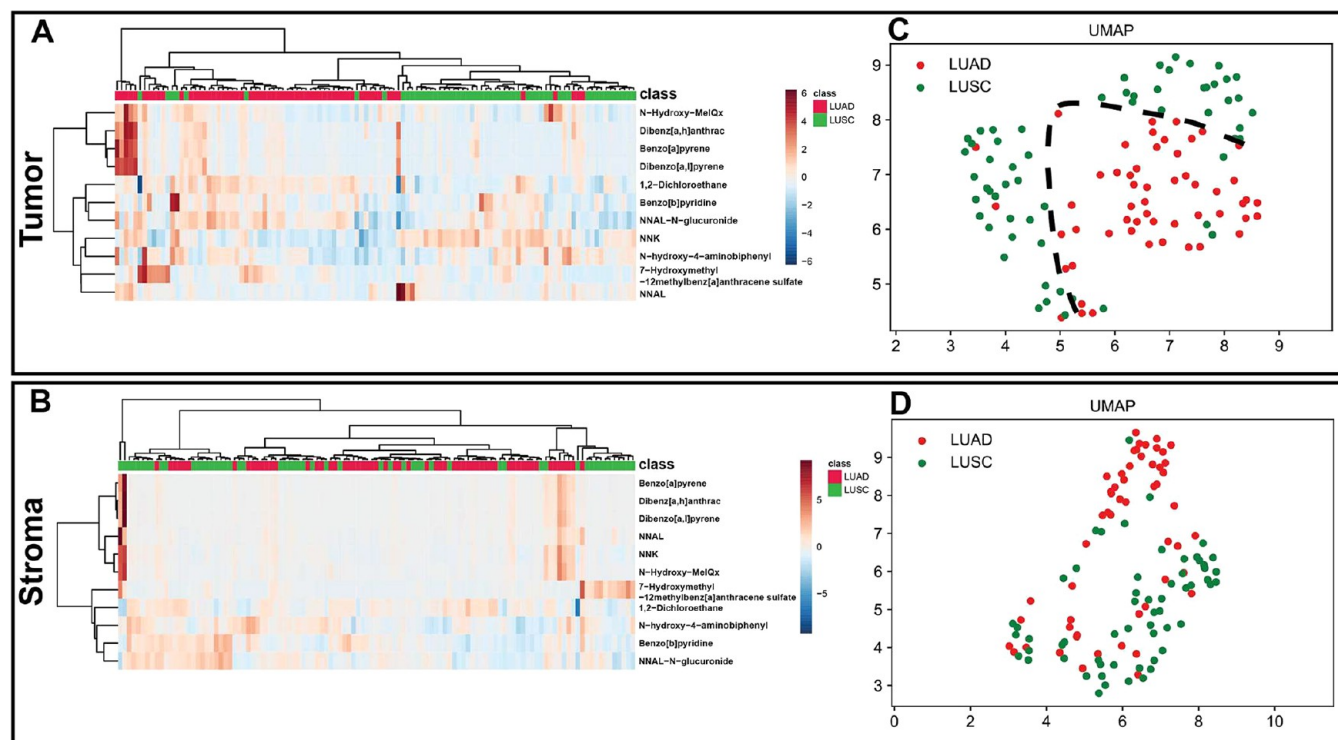 A
Tumor
class
N-Hydroxy-MeIQx
Dibenz[a,h]anthrac
Benzo[a]pyrene
Dibenzo[a,l]pyrene
1,2-Dichloroethane
Benzo[b]pyridine
NNAL-N-glucuronide
NNK
N-hydroxy-4-aminobiphenyl
7-Hydroxymethyl
-12methylbenz[a]anthracene sulfate
NNAL
6
4
2
0
-2
-4
-6
class
LUAD
LUSC
C
UMAP
LUAD
LUSC
9
8
7
6
5
2 3 4 5 6 7 8 9
B
Stroma
class
Benzo[a]pyrene
Dibenz[a,h]anthrac
Dibenzo[a,l]pyrene
NNAL
NNK
N-Hydroxy-MeIQx
7-Hydroxymethyl
-12methylbenz[a]anthracene sulfate
1,2-Dichloroethane
N-hydroxy-4-aminobiphenyl
Benzo[b]pyridine
NNAL-N-glucuronide
5
0
-5
class
LUAD
LUSC
D
UMAP
LUAD
LUSC
9
8
7
6
5
4
3
0 2 4 6 8 10